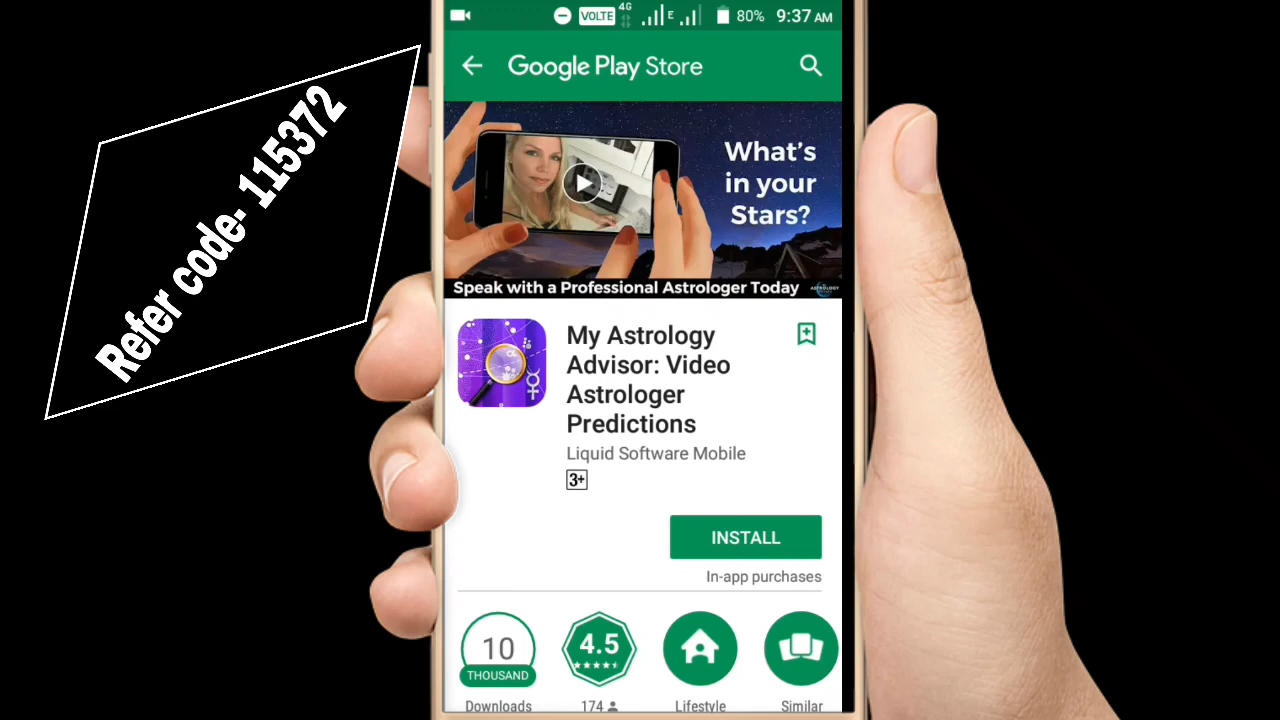 Refer code- 115372
VOLTE 4G E 80% 9:37 AM
Google Play Store
What's
in your
Stars?
Speak with a Professional Astrologer Today
ASTROLOGY
My Astrology
Advisor: Video
Astrologer
Predictions
Liquid Software Mobile
3+
INSTALL
In-app purchases
10
THOUSAND
4.5
Downloads 174 Lifestyle Similar